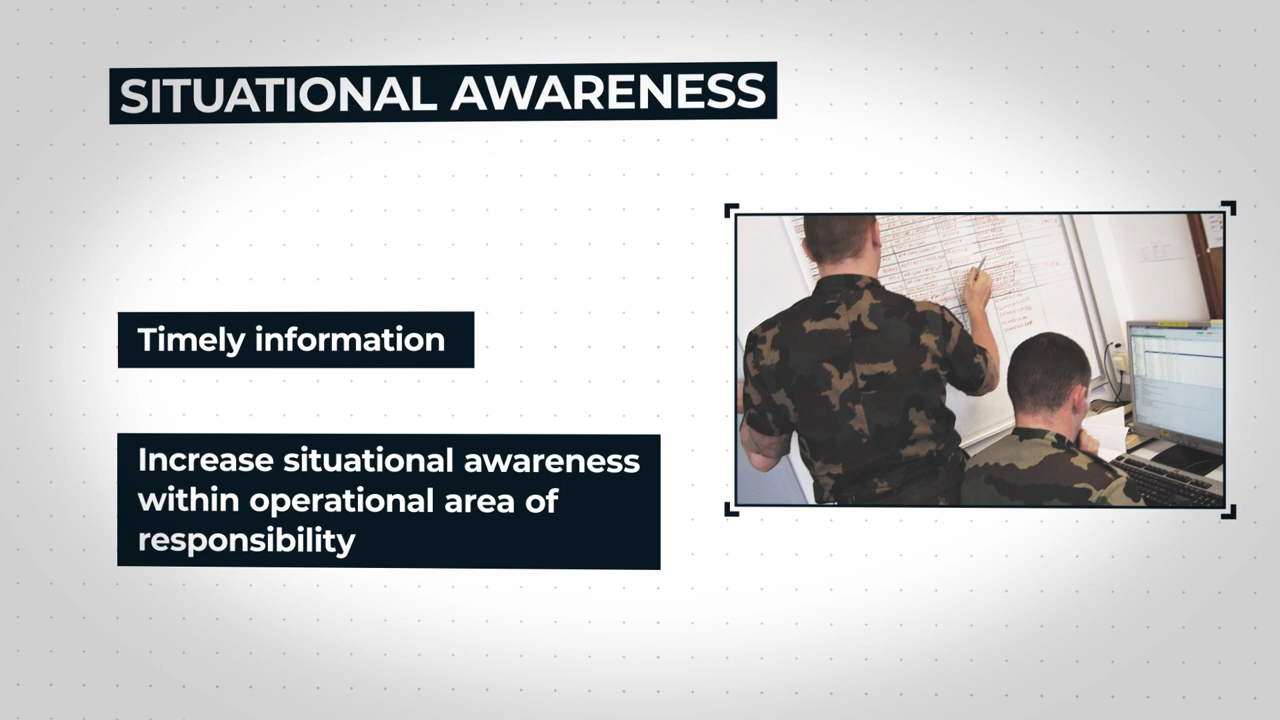 SITUATIONAL AWARENESS
Timely information
Increase situational awareness
within operational area of
responsibility